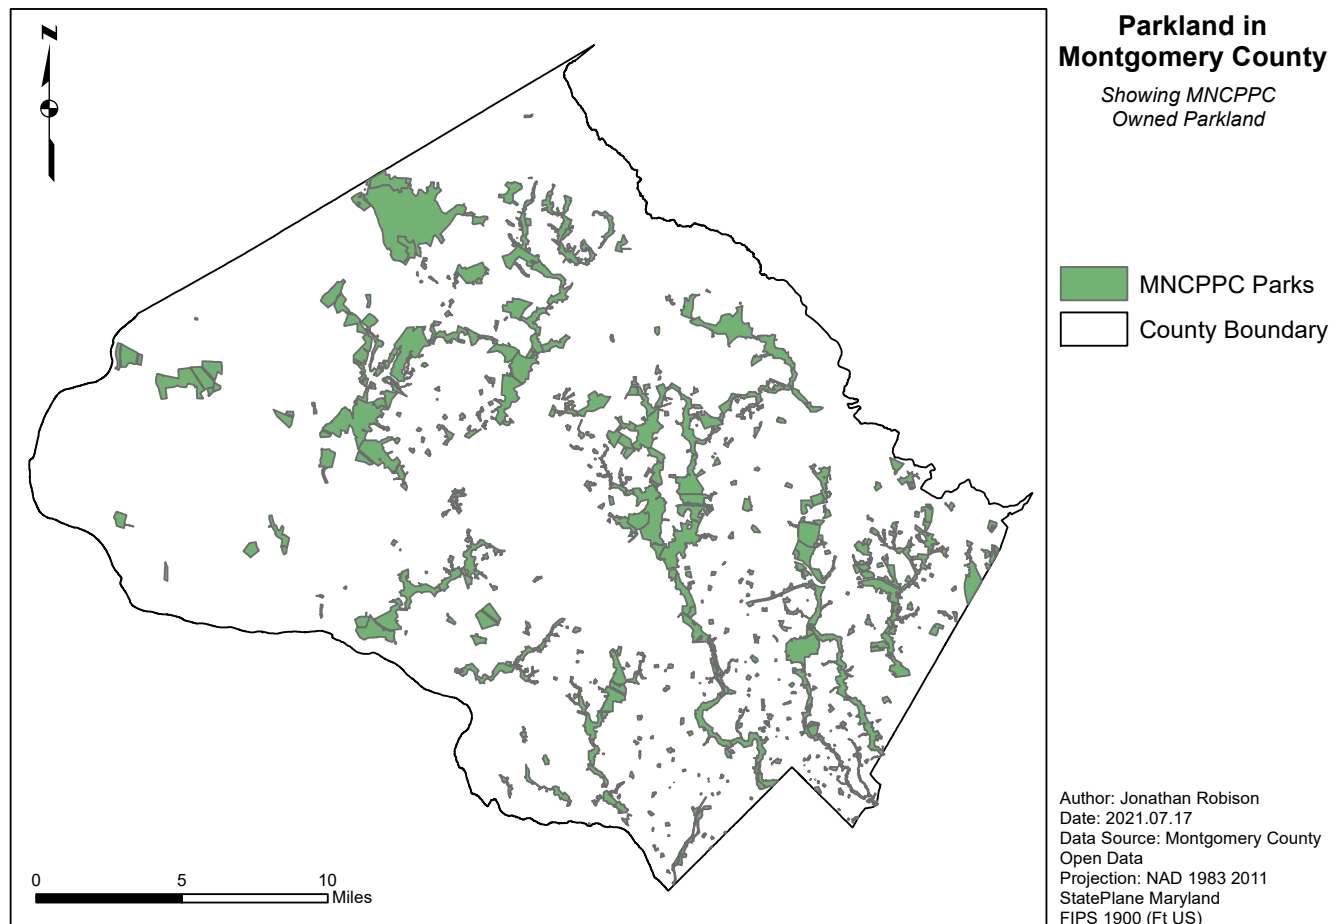 Parkland in
Montgomery County
Showing MNCPPC
Owned Parkland
N
MNCPPC Parks
County Boundary
0 5 10
Miles
Author: Jonathan Robison
Date: 2021.07.17
Data Source: Montgomery County
Open Data
Projection: NAD 1983 2011
StatePlane Maryland
FIPS 1900 (Ft US)